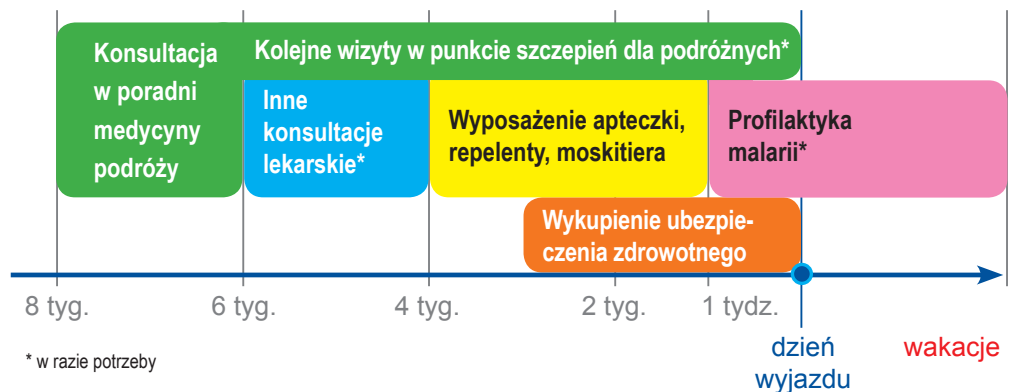 Konsultacja
w poradni
medycyny
podróży
Kolejne wizyty w punkcie szczepień dla podróżnych*
Inne
konsultacje
lekarskie*
Wyposażenie apteczki,
repelenty, moskitiera
Profilaktyka
malarii*
Wykupienie ubezpie-
czenia zdrowotnego
8 tyg.
6 tyg.
4 tyg.
2 tyg.
1 tydz.
dzień
wyjazdu
wakacje
* w razie potrzeby